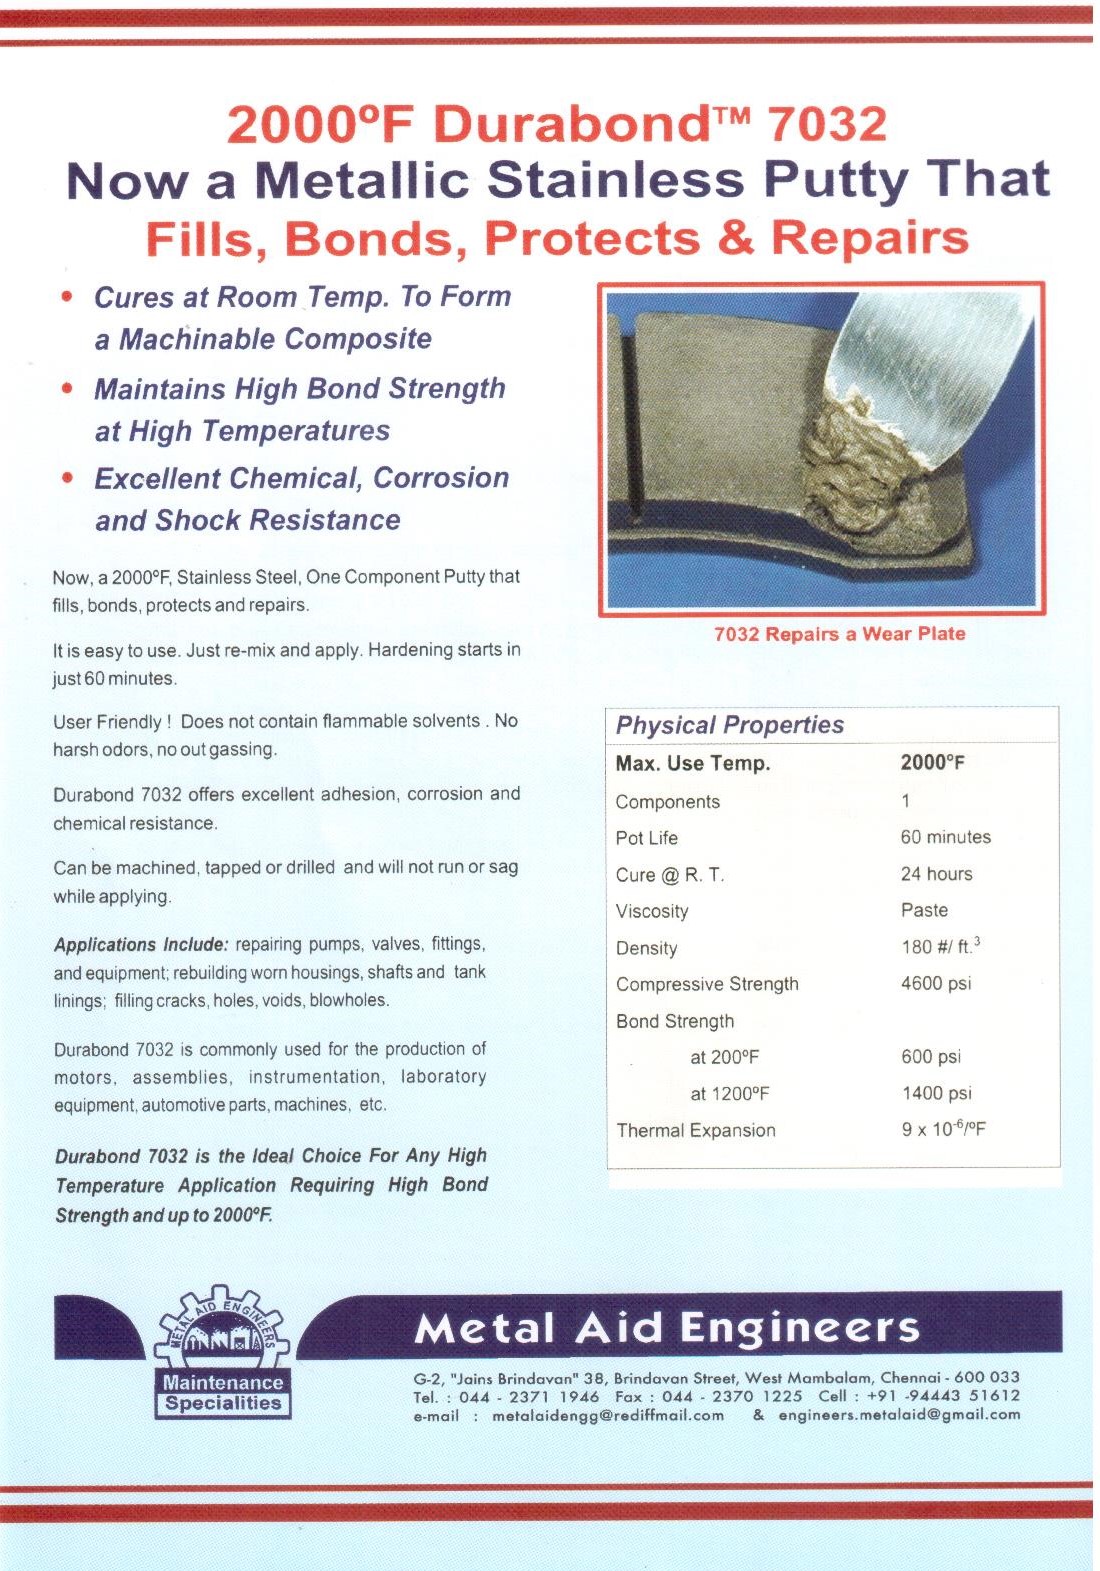 2000ºF Durabond™ 7032
Now a Metallic Stainless Putty That
Fills, Bonds, Protects & Repairs
• Cures at Room Temp. To Form
a Machinable Composite
• Maintains High Bond Strength
at High Temperatures
• Excellent Chemical, Corrosion
and Shock Resistance
Now, a 2000ºF, Stainless Steel, One Component Putty that
fills, bonds, protects and repairs.
It is easy to use. Just re-mix and apply. Hardening starts in
just 60 minutes.
User Friendly ! Does not contain flammable solvents . No
harsh odors, no out gassing.
Durabond 7032 offers excellent adhesion, corrosion and
chemical resistance.
Can be machined, tapped or drilled and will not run or sag
while applying.
Applications Include: repairing pumps, valves, fittings,
and equipment; rebuilding worn housings, shafts and tank
linings; filling cracks, holes, voids, blowholes.
Durabond 7032 is commonly used for the production of
motors, assemblies, instrumentation, laboratory
equipment, automotive parts, machines, etc.
Durabond 7032 is the Ideal Choice For Any High
Temperature Application Requiring High Bond
Strength and up to 2000ºF.
7032 Repairs a Wear Plate
Physical Properties
Max. Use Temp. 2000ºF
Components 1
Pot Life 60 minutes
Cure @ R. T. 24 hours
Viscosity Paste
Density 180 #/ ft.³
Compressive Strength 4600 psi
Bond Strength
at 200ºF 600 psi
at 1200ºF 1400 psi
Thermal Expansion 9 x 10⁻⁶/ºF
METAL AID ENGINEERS
Maintenance
Specialities
Metal Aid Engineers
G-2, "Jains Brindavan" 38, Brindavan Street, West Mambalam, Chennai - 600 033
Tel. : 044 - 2371 1946 Fax : 044 - 2370 1225 Cell : +91 -94443 51612
e-mail : metalaidengg@rediffmail.com & engineers.metalaid@gmail.com